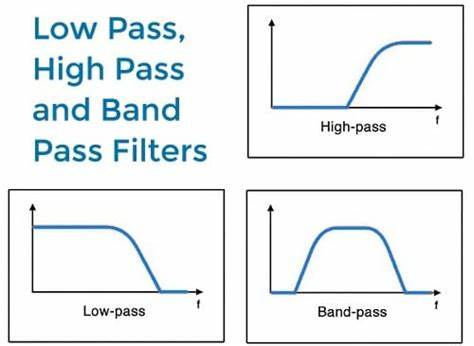 Low Pass,
High Pass
and Band
Pass Filters
f
High-pass
f
Low-pass
f
Band-pass